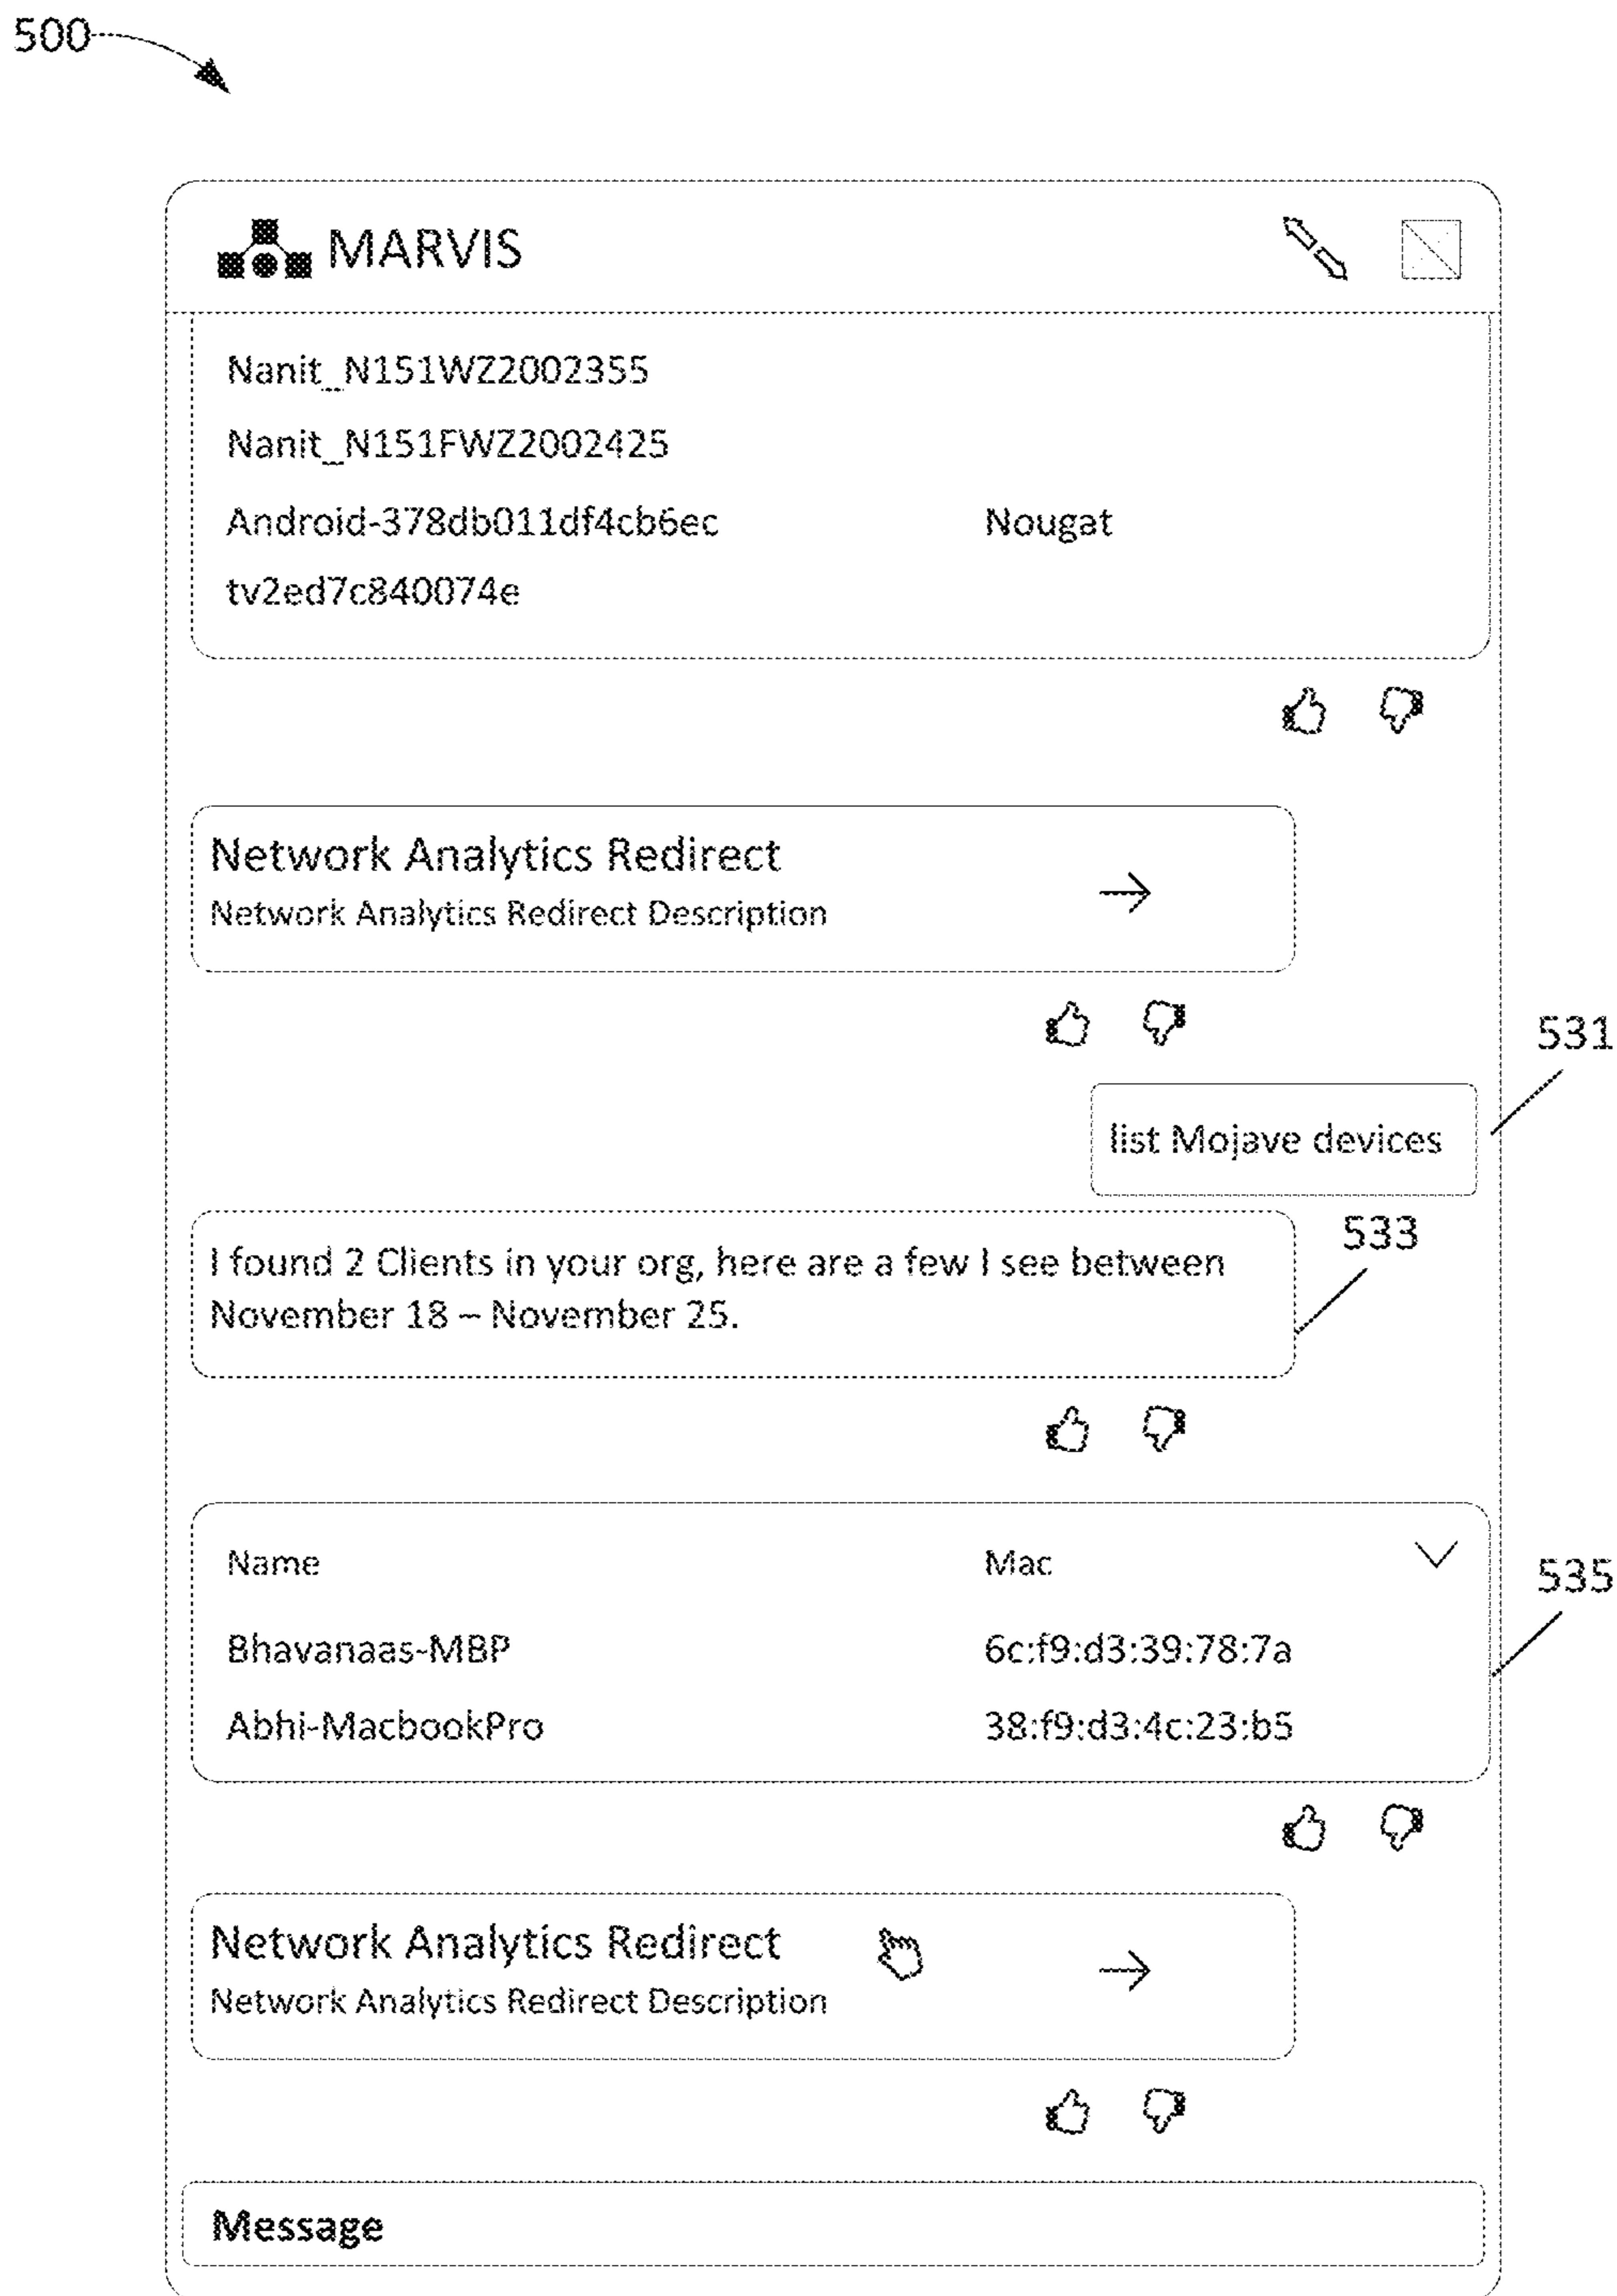 500
MARVIS
Nanit_N151WZ2002355
Nanit_N151FWZ2002425
Android-378db011df4cb6ec Nougat
tv2ed7c840074e
Network Analytics Redirect
Network Analytics Redirect Description
531
list Mojave devices
533
I found 2 Clients in your org, here are a few I see between
November 18 – November 25.
Name Mac
535
Bhavanaas-MBP 6c:f9:d3:39:78:7a
Abhi-MacbookPro 38:f9:d3:4c:23:b5
Network Analytics Redirect
Network Analytics Redirect Description
Message